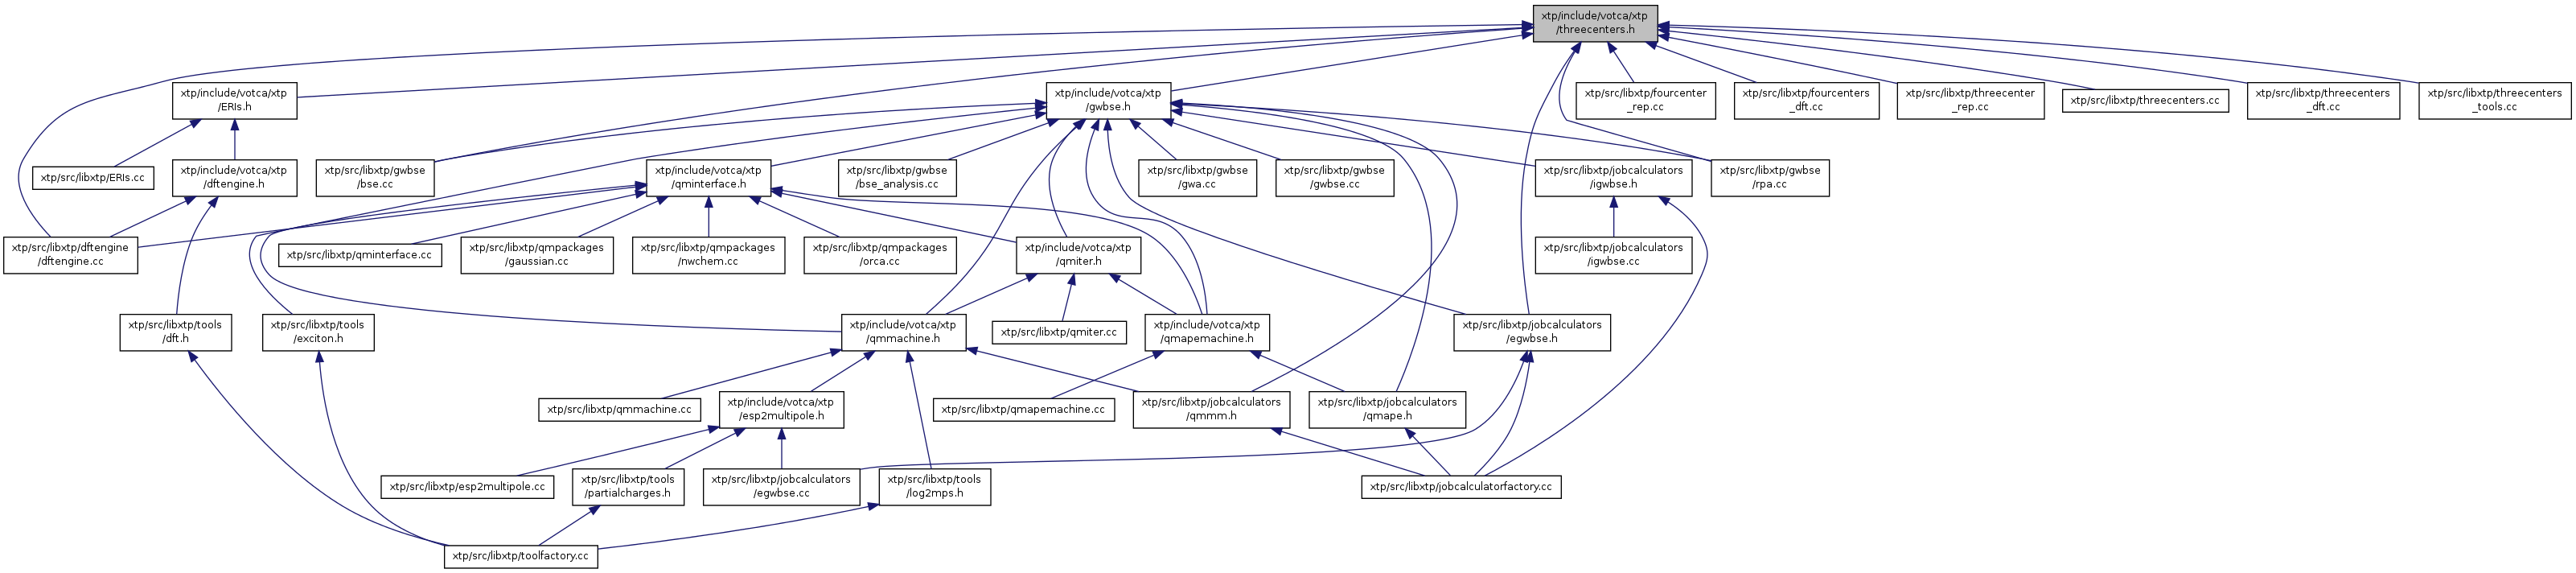 xtp/include/votca/xtp
/threecenters.h
xtp/include/votca/xtp
/ERIs.h
xtp/include/votca/xtp
/gwbse.h
xtp/src/libxtp/fourcenter
_rep.cc
xtp/src/libxtp/fourcenters
_dft.cc
xtp/src/libxtp/threecenter
_rep.cc
xtp/src/libxtp/threecenters.cc
xtp/src/libxtp/threecenters
_dft.cc
xtp/src/libxtp/threecenters
_tools.cc
xtp/src/libxtp/ERIs.cc
xtp/include/votca/xtp
/dftengine.h
xtp/src/libxtp/gwbse
/bse.cc
xtp/include/votca/xtp
/qminterface.h
xtp/src/libxtp/gwbse
/bse_analysis.cc
xtp/src/libxtp/gwbse
/gwa.cc
xtp/src/libxtp/gwbse
/gwbse.cc
xtp/src/libxtp/jobcalculators
/igwbse.h
xtp/src/libxtp/gwbse
/rpa.cc
xtp/src/libxtp/dftengine
/dftengine.cc
xtp/src/libxtp/qminterface.cc
xtp/src/libxtp/qmpackages
/gaussian.cc
xtp/src/libxtp/qmpackages
/nwchem.cc
xtp/src/libxtp/qmpackages
/orca.cc
xtp/include/votca/xtp
/qmiter.h
xtp/src/libxtp/jobcalculators
/igwbse.cc
xtp/src/libxtp/tools
/dft.h
xtp/src/libxtp/tools
/exciton.h
xtp/include/votca/xtp
/qmmachine.h
xtp/src/libxtp/qmiter.cc
xtp/include/votca/xtp
/qmapemachine.h
xtp/src/libxtp/jobcalculators
/egwbse.h
xtp/src/libxtp/qmmachine.cc
xtp/include/votca/xtp
/esp2multipole.h
xtp/src/libxtp/qmapemachine.cc
xtp/src/libxtp/jobcalculators
/qmmm.h
xtp/src/libxtp/jobcalculators
/qmape.h
xtp/src/libxtp/esp2multipole.cc
xtp/src/libxtp/tools
/partialcharges.h
xtp/src/libxtp/jobcalculators
/egwbse.cc
xtp/src/libxtp/tools
/log2mps.h
xtp/src/libxtp/jobcalculatorfactory.cc
xtp/src/libxtp/toolfactory.cc